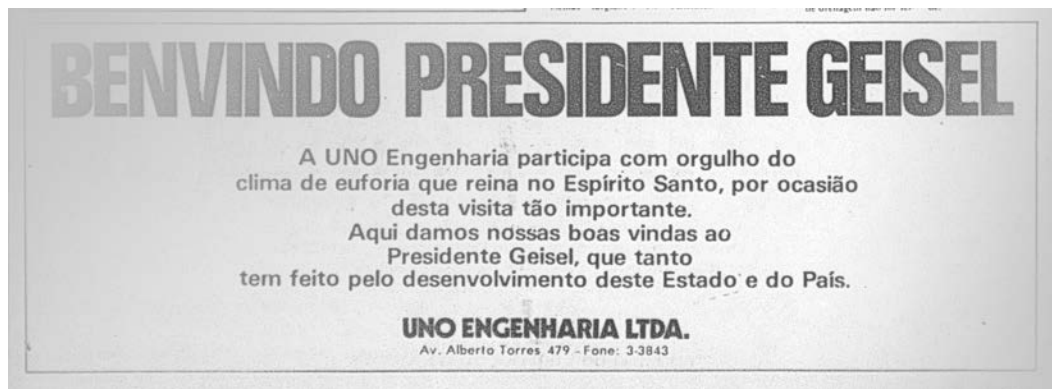 BENVINDO PRESIDENTE GEISEL
A UNO Engenharia participa com orgulho do
clima de euforia que reina no Espírito Santo, por ocasião
desta visita tão importante.
Aqui damos nossas boas vindas ao
Presidente Geisel, que tanto
tem feito pelo desenvolvimento deste Estado e do País.
UNO ENGENHARIA LTDA.
Av. Alberto Torres 479 - Fone: 3-3843